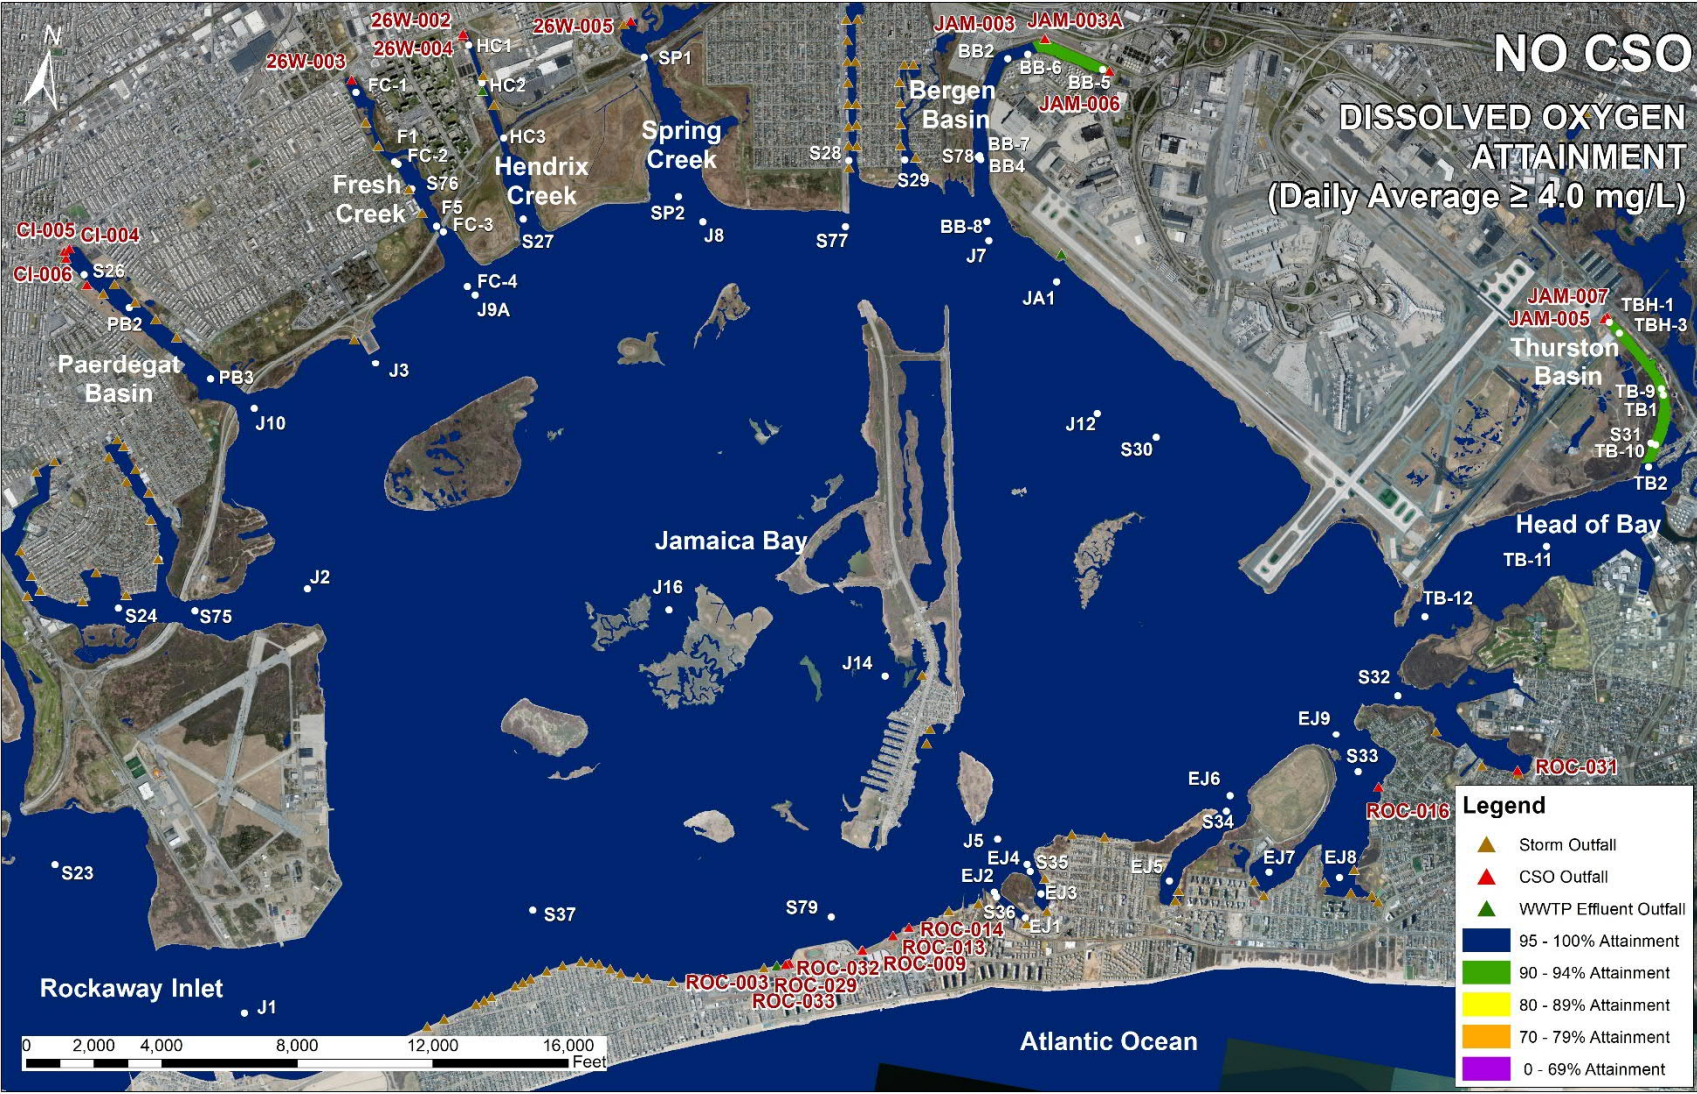 NO CSO
DISSOLVED OXYGEN
ATTAINMENT
(Daily Average ≥ 4.0 mg/L)
N
26W-002
26W-004
26W-003
26W-005
HC1
HC2
HC3
FC-1
F1
FC-2
S76
F5
FC-3
FC-4
J9A
Fresh
Creek
Hendrix
Creek
S27
SP1
Spring
Creek
SP2
J8
S28
S77
S29
Bergen
Basin
JAM-003
JAM-003A
BB2
BB-6
BB-5
JAM-006
S78
BB-7
BB4
BB-8
J7
JA1
CI-005
CI-004
CI-006
S26
PB2
Paerdegat
Basin
PB3
J10
J3
JAM-007
JAM-005
TBH-1
TBH-3
Thurston
Basin
TB-9
TB1
S31
TB-10
TB2
Head of Bay
TB-11
TB-12
J12
S30
Jamaica Bay
J16
J14
J2
S24
S75
S32
EJ9
S33
ROC-031
ROC-016
EJ6
S34
J5
EJ4
S35
EJ2
EJ3
S36
EJ1
EJ5
EJ7
EJ8
S23
S37
S79
ROC-014
ROC-013
ROC-009
ROC-003
ROC-032
ROC-029
ROC-033
Rockaway Inlet
J1
Atlantic Ocean
0 2,000 4,000 8,000 12,000 16,000
Feet
Legend
Storm Outfall
CSO Outfall
WWTP Effluent Outfall
95 - 100% Attainment
90 - 94% Attainment
80 - 89% Attainment
70 - 79% Attainment
0 - 69% Attainment